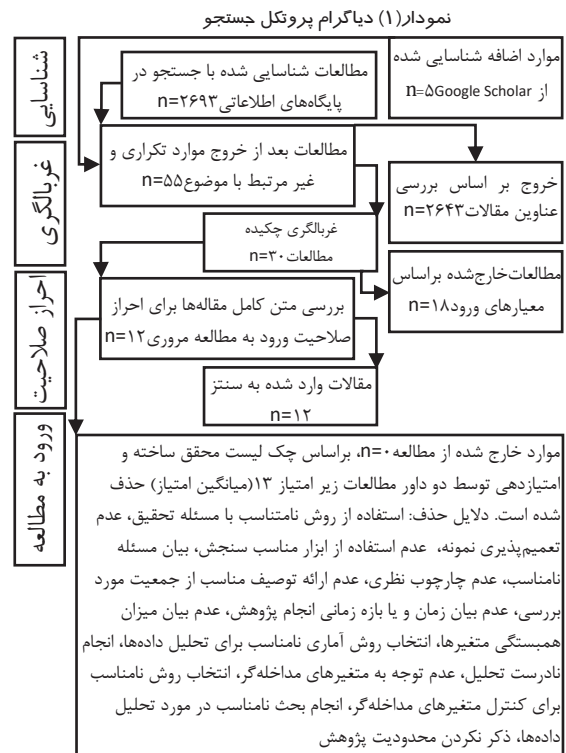 نمودار(۱) دیاگرام پروتکل جستجو
شناسایی
موارد اضافه شناسایی شده
از Google Scholar n=۵
مطالعات شناسایی شده با جستجو در
پایگاه‌های اطلاعاتی n=۲۶۹۳
غربالگری
مطالعات بعد از خروج موارد تکراری و
غیر مرتبط با موضوع n=۵۵
خروج بر اساس بررسی
عناوین مقالات n=۲۶۴۳
غربالگری چکیده
مطالعات n=۳۰
مطالعات‌خارج‌شده براساس
معیارهای ورود n=۱۸
احراز صلاحیت
بررسی متن کامل مقاله‌ها برای احراز
صلاحیت ورود به مطالعه مروری n=۱۲
مقالات وارد شده به سنتز
n=۱۲
ورود به مطالعه
موارد خارج شده از مطالعه n=۰، براساس چک لیست محقق ساخته و
امتیازدهی توسط دو داور مطالعات زیر امتیاز ۱۳(میانگین امتیاز) حذف
شده است. دلایل حذف: استفاده از روش نامتناسب با مسئله تحقیق، عدم
تعمیم‌پذیری نمونه، عدم استفاده از ابزار مناسب سنجش، بیان مسئله
نامناسب، عدم چارچوب نظری، عدم ارائه توصیف مناسب از جمعیت مورد
بررسی، عدم بیان زمان و یا بازه زمانی انجام پژوهش، عدم بیان میزان
همبستگی متغیرها، انتخاب روش آماری نامناسب برای تحلیل داده‌ها، انجام
نادرست تحلیل، عدم توجه به متغیرهای مداخله‌گر، انتخاب روش نامناسب
برای کنترل متغیرهای مداخله‌گر، انجام بحث نامناسب در مورد تحلیل
داده‌ها، ذکر نکردن محدودیت پژوهش